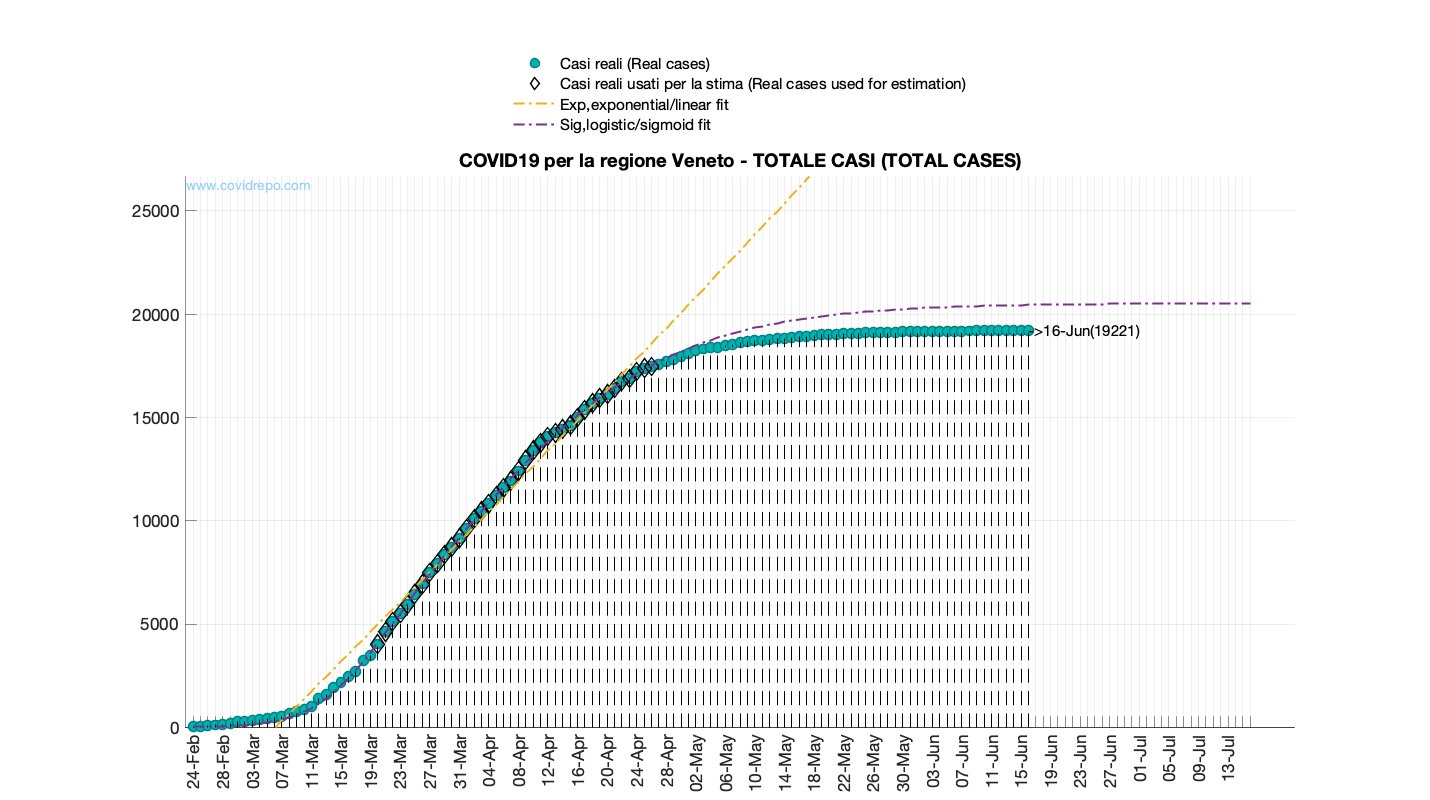 Casi reali (Real cases)
Casi reali usati per la stima (Real cases used for estimation)
Exp,exponential/linear fit
Sig,logistic/sigmoid fit
COVID19 per la regione Veneto - TOTALE CASI (TOTAL CASES)
www.covidrepo.com
25000
20000
15000
10000
5000
0
->16-Jun(19221)
24-Feb
28-Feb
03-Mar
07-Mar
11-Mar
15-Mar
19-Mar
23-Mar
27-Mar
31-Mar
04-Apr
08-Apr
12-Apr
16-Apr
20-Apr
24-Apr
28-Apr
02-May
06-May
10-May
14-May
18-May
22-May
26-May
30-May
03-Jun
07-Jun
11-Jun
15-Jun
19-Jun
23-Jun
27-Jun
01-Jul
05-Jul
09-Jul
13-Jul